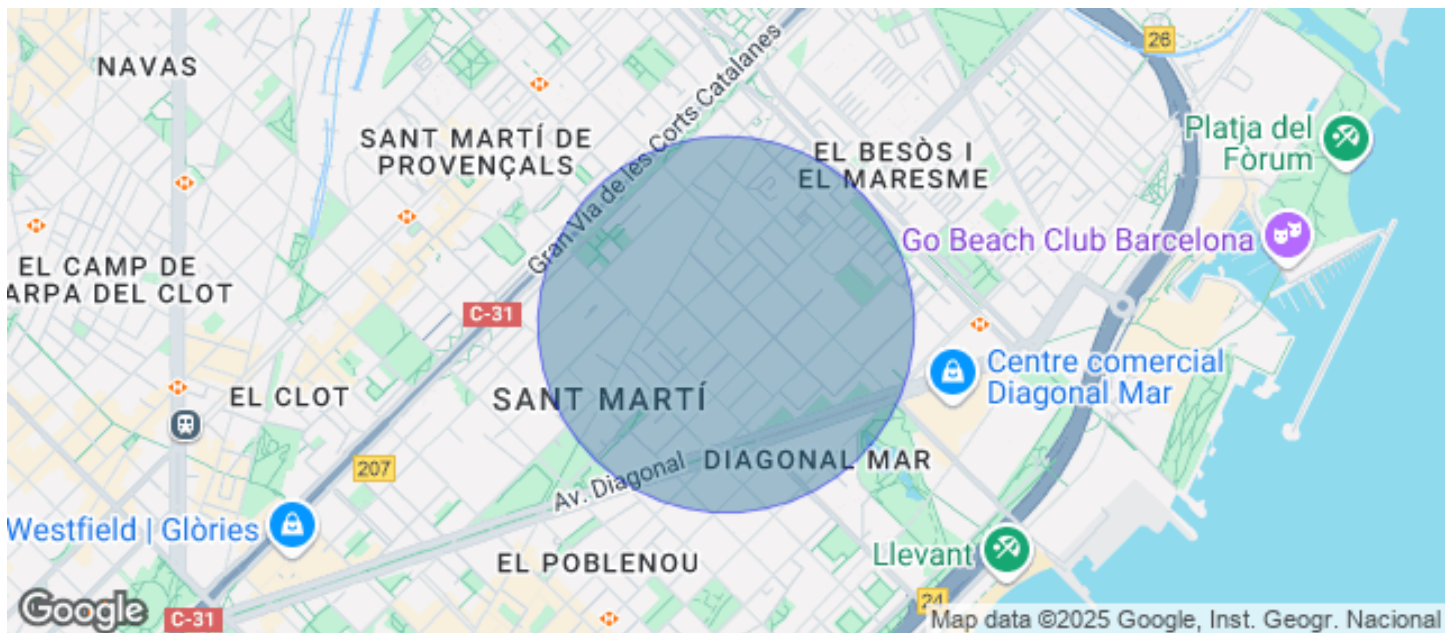 26
NAVAS
SANT MARTÍ DE
PROVENÇALS
Gran Via de les Corts Catalanes
EL BESÒS I
EL MARESME
Platja del
Fòrum
Go Beach Club Barcelona
EL CAMP DE
ARPA DEL CLOT
C-31
Centre comercial
Diagonal Mar
EL CLOT
SANT MARTÍ
207
Av. Diagonal
DIAGONAL MAR
Westfield | Glòries
EL POBLENOU
Llevant
24
Google
C-31
Map data ©2025 Google, Inst. Geogr. Nacional